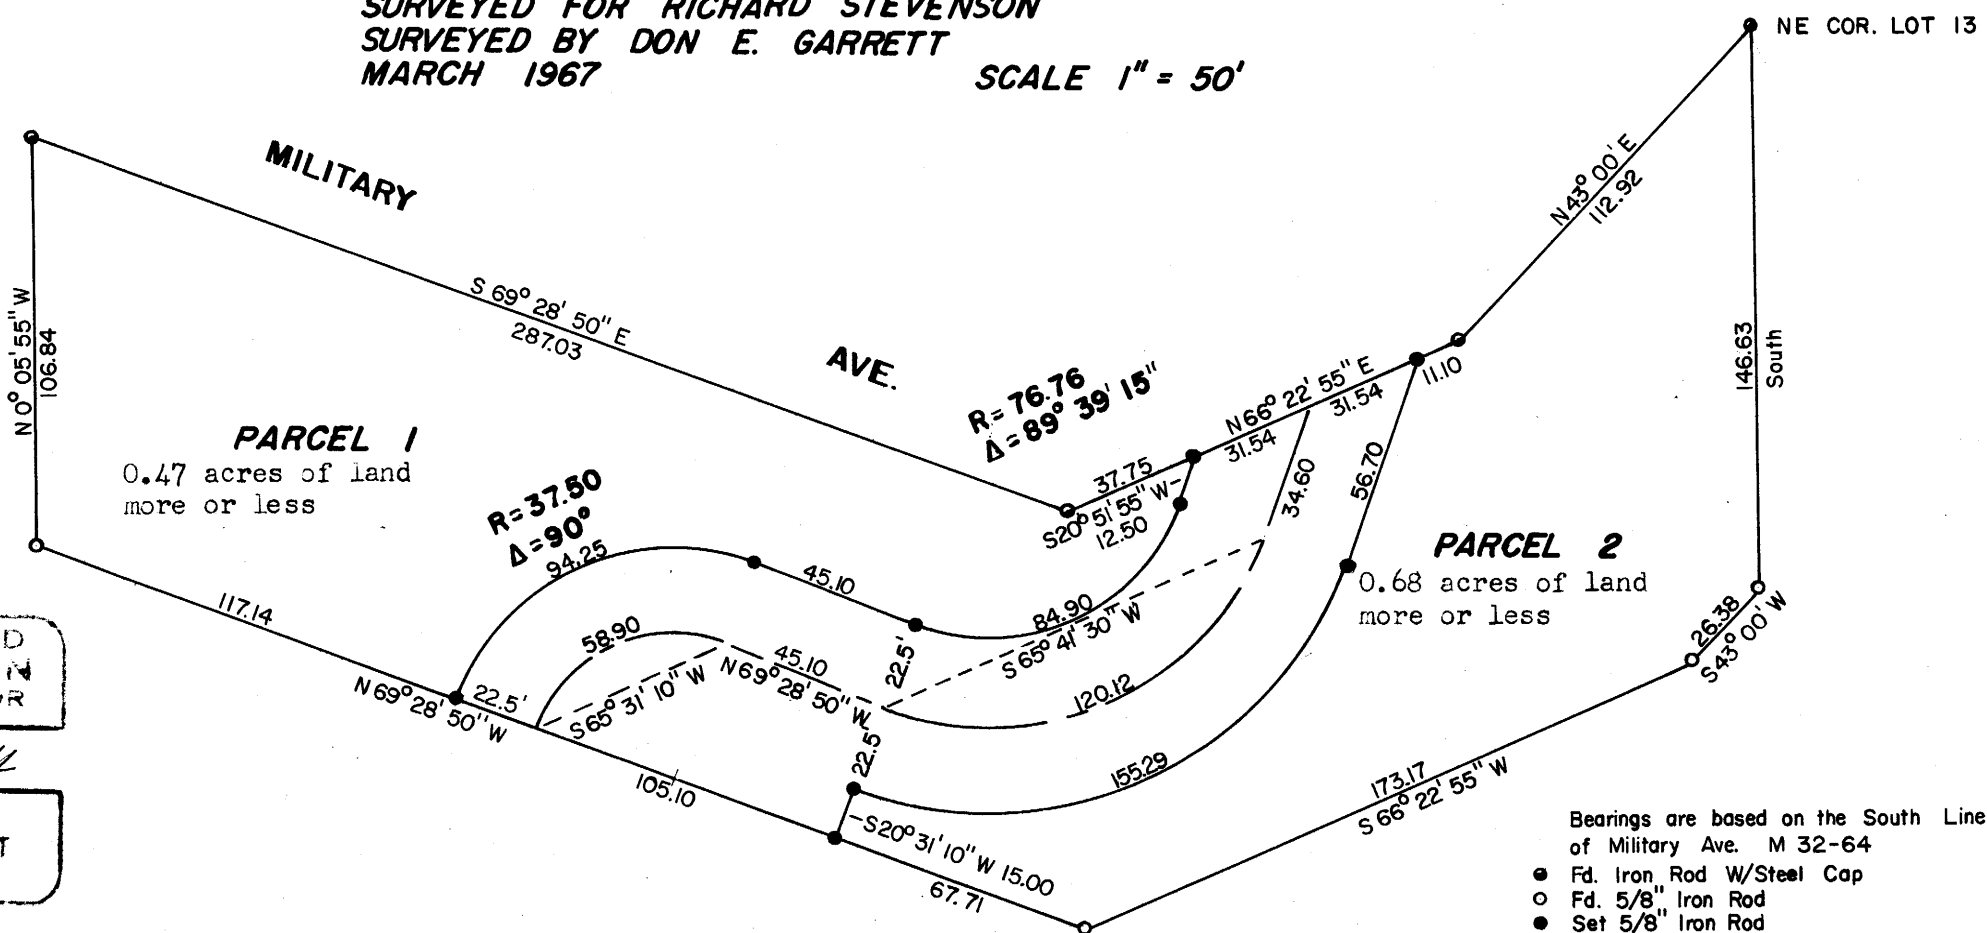 SURVEYED FOR RICHARD STEVENSON
SURVEYED BY DON E. GARRETT
MARCH 1967
SCALE 1" = 50'
NE COR. LOT 13
MILITARY
AVE.
S 69° 28' 50" E
287.03
N 0° 05' 55" W
106.84
PARCEL 1
0.47 acres of land
more or less
R=37.50
Δ=90°
94.25
45.10
R=76.76
Δ=89° 39' 15"
37.75
S20° 51' 55" W
12.50
N66° 22' 55" E
31.54
31.54
11.10
N43° 00' E
112.92
146.63
South
34.60
56.70
PARCEL 2
0.68 acres of land
more or less
84.90
S 65° 41' 30" W
58.90
45.10
N69° 28' 50" W
22.5'
S65° 31' 10" W
117.14
22.5'
N 69° 28' 50" W
105.10
22.5'
120.12
155.29
S20° 31' 10" W 15.00
67.71
173.17
S 66° 22' 55" W
26.38
S43° 00' W
D
N
R
T
Bearings are based on the South Line
of Military Ave. M 32-64
Fd. Iron Rod W/Steel Cap
Fd. 5/8" Iron Rod
Set 5/8" Iron Rod